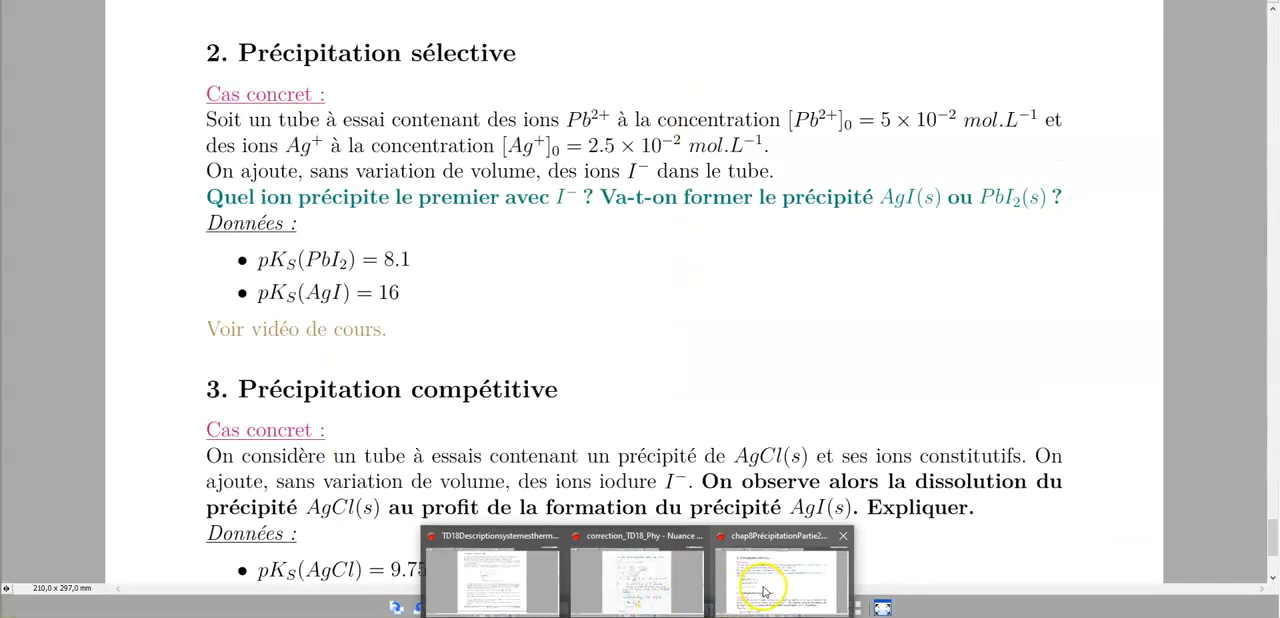 2. Précipitation sélective
Cas concret :
Soit un tube à essai contenant des ions Pb²⁺ à la concentration [Pb²⁺]₀ = 5 × 10⁻² mol.L⁻¹ et
des ions Ag⁺ à la concentration [Ag⁺]₀ = 2.5 × 10⁻² mol.L⁻¹.
On ajoute, sans variation de volume, des ions I⁻ dans le tube.
Quel ion précipite le premier avec I⁻ ? Va-t-on former le précipité AgI(s) ou PbI₂(s) ?
Données :
• pK_S(PbI₂) = 8.1
• pK_S(AgI) = 16
Voir vidéo de cours.
3. Précipitation compétitive
Cas concret :
On considère un tube à essais contenant un précipité de AgCl(s) et ses ions constitutifs. On
ajoute, sans variation de volume, des ions iodure I⁻. On observe alors la dissolution du
précipité AgCl(s) au profit de la formation du précipité AgI(s). Expliquer.
Données :
• pK_S(AgCl) = 9.75
TD18Descriptionsystemestherm...
correction_TD18_Phy - Nuance ...
chap8PrécipitationPartie2...
210,0 x 297,0 mm